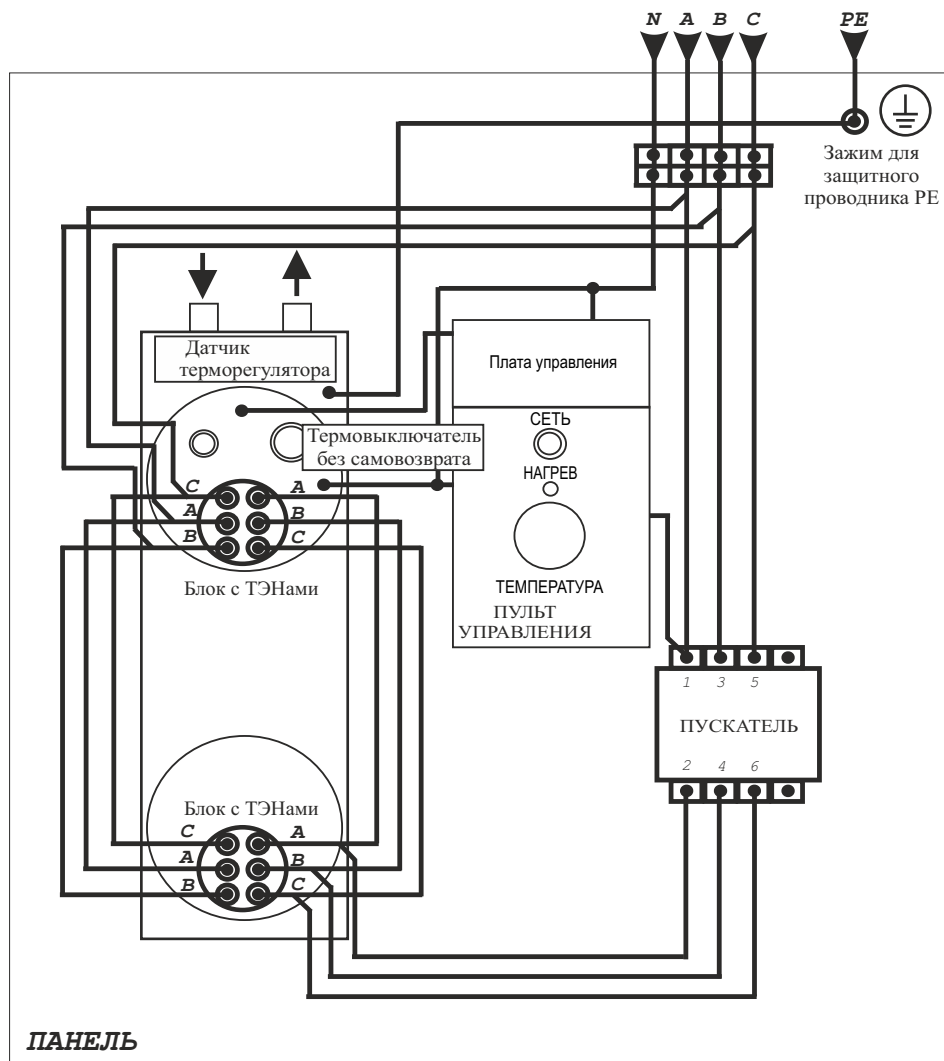 N A B C PE
Зажим для
защитного
проводника PE
Датчик
терморегулятора
Плата управления
СЕТЬ
Термовыключатель
без самовозврата
НАГРЕВ
C A
A B
B C
ТЕМПЕРАТУРА
Блок с ТЭНами
ПУЛЬТ
УПРАВЛЕНИЯ
1 3 5
ПУСКАТЕЛЬ
2 4 6
Блок с ТЭНами
C A
A B
B C
ПАНЕЛЬ